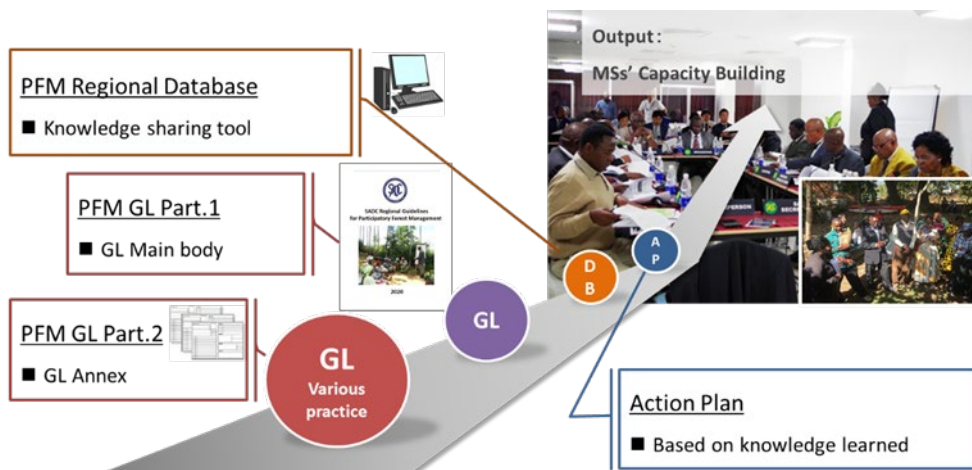 Output:
MSs' Capacity Building
PFM Regional Database
■ Knowledge sharing tool
PFM GL Part.1
■ GL Main body
SADC Regional Guidelines
for Participatory Forest Management
2020
PFM GL Part.2
■ GL Annex
GL
Various
practice
GL
D
B
A
P
Action Plan
■ Based on knowledge learned